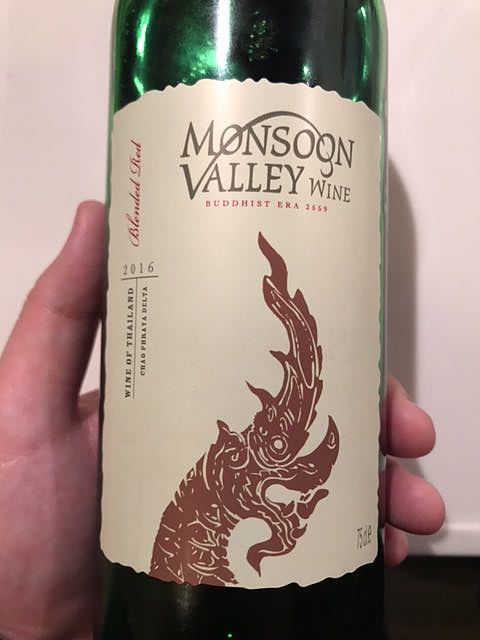 MONSOON
VALLEY WINE
BUDDHIST ERA 2559
Blended Red
2016
WINE OF THAILAND
CHAO PHRAYA DELTA
75cl e